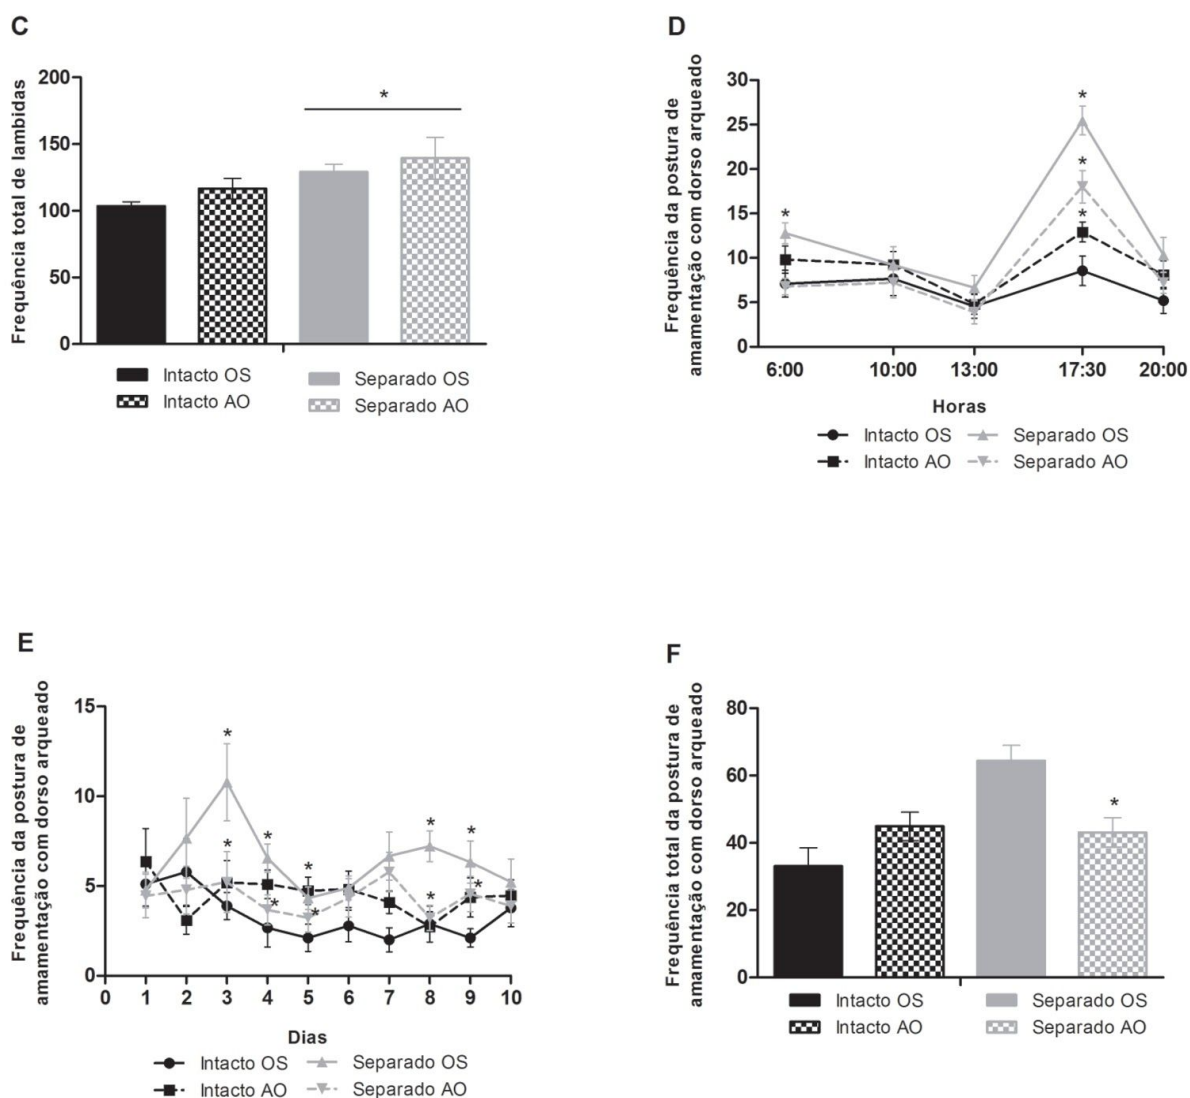 C
Frequência total de lambidas
200
150
100
50
0
*
Intacto OS
Intacto AO
Separado OS
Separado AO
D
Frequência da postura de
amamentação com dorso arqueado
30
25
20
15
10
5
0
*
*
*
*
6:00
10:00
13:00
17:30
20:00
Horas
Intacto OS
Separado OS
Intacto AO
Separado AO
E
Frequência da postura de
amamentação com dorso arqueado
15
10
5
0
*
*
*
*
*
*
*
*
*
*
0
1
2
3
4
5
6
7
8
9
10
Dias
Intacto OS
Separado OS
Intacto AO
Separado AO
F
Frequência total da postura de
amamentação com dorso arqueado
80
60
40
20
0
*
Intacto OS
Separado OS
Intacto AO
Separado AO